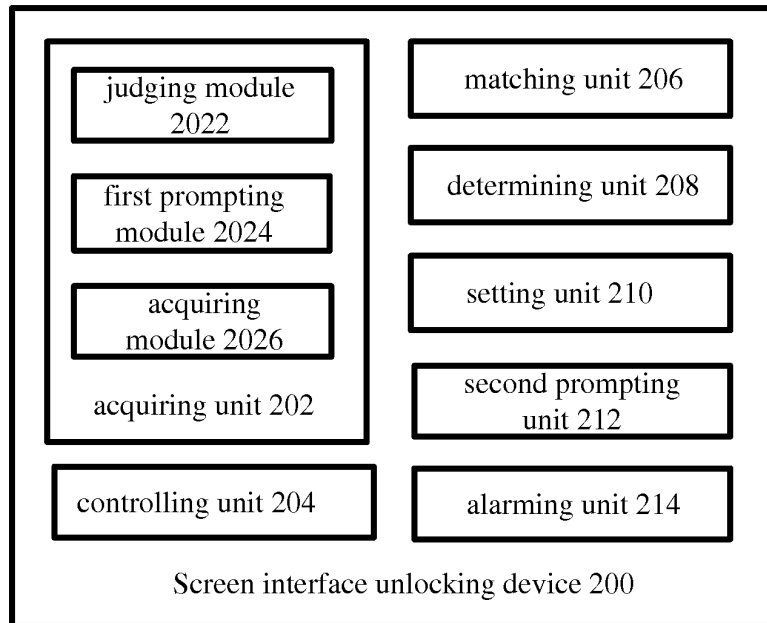 judging module
2022
first prompting
module 2024
acquiring
module 2026
acquiring unit 202
controlling unit 204
matching unit 206
determining unit 208
setting unit 210
second prompting
unit 212
alarming unit 214
Screen interface unlocking device 200